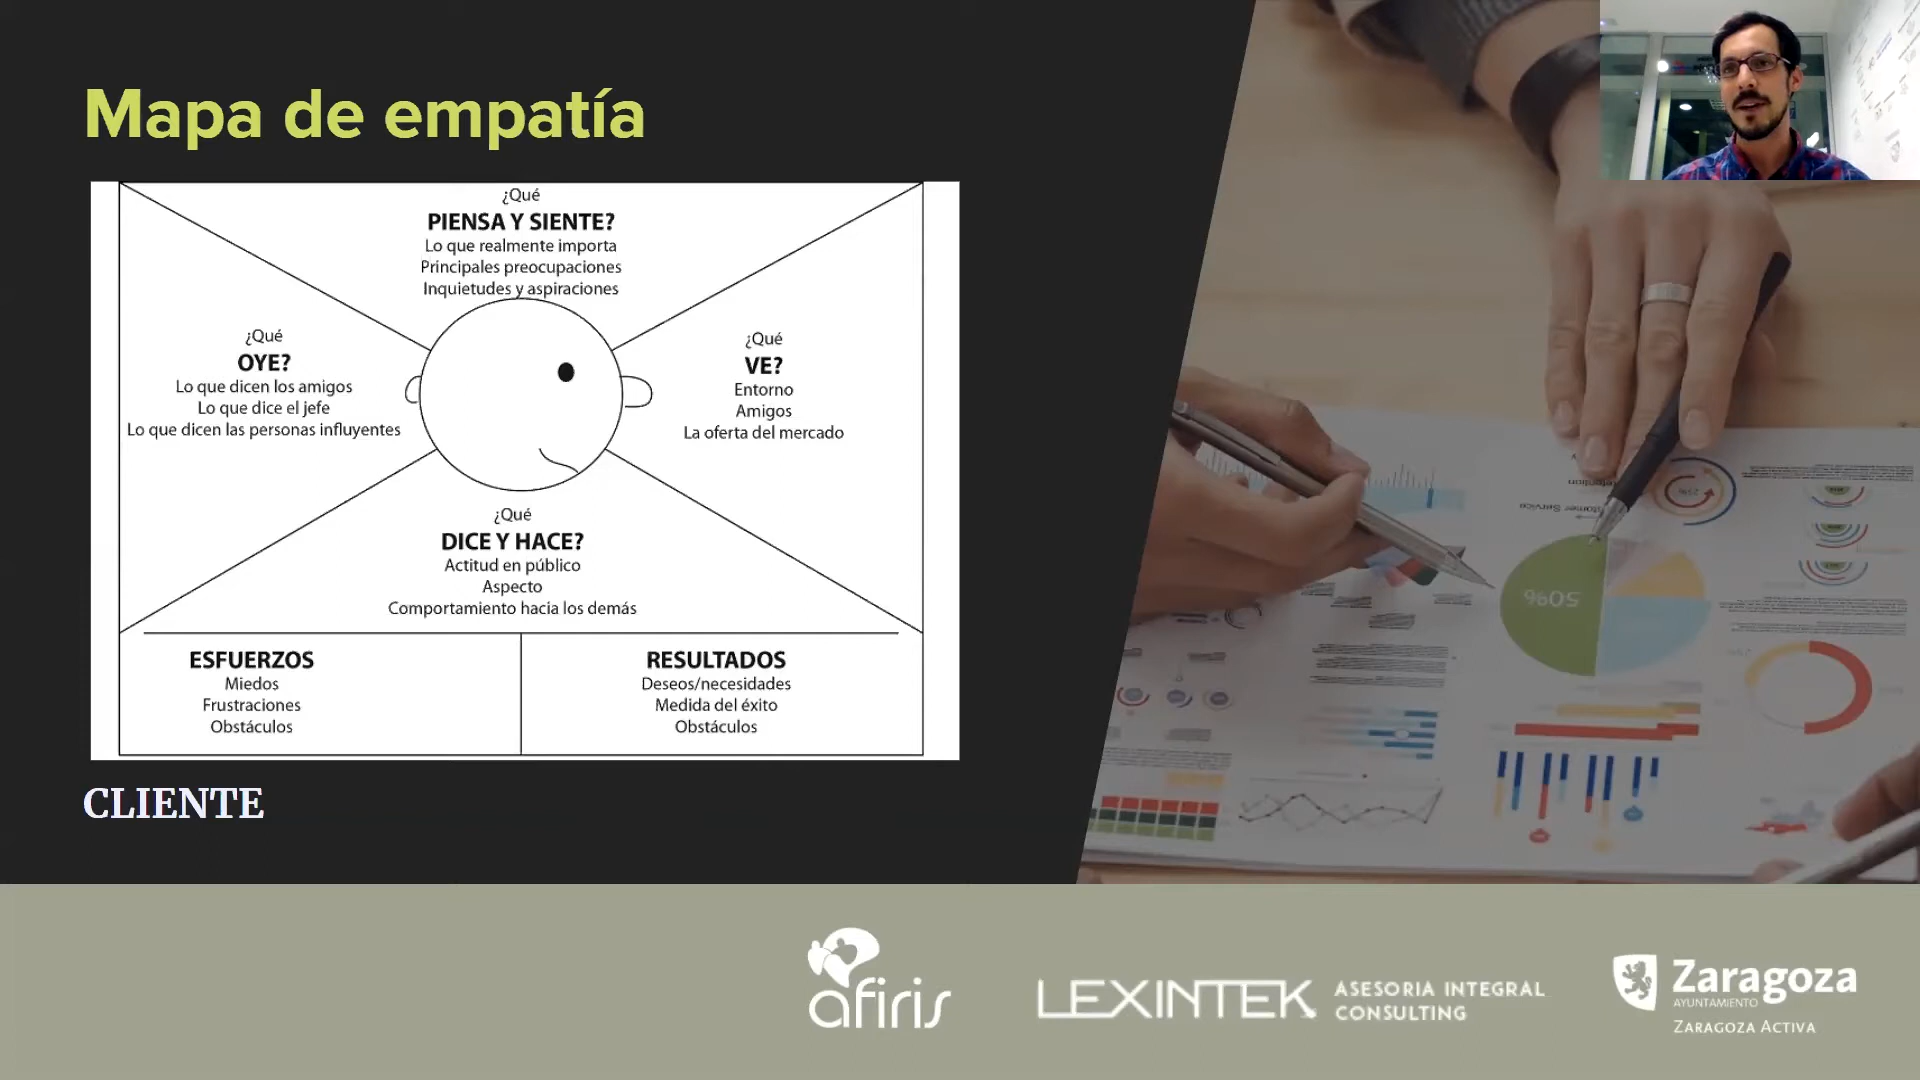 Mapa de empatía
¿Qué
PIENSA Y SIENTE?
Lo que realmente importa
Principales preocupaciones
Inquietudes y aspiraciones
¿Qué
OYE?
Lo que dicen los amigos
Lo que dice el jefe
Lo que dicen las personas influyentes
¿Qué
VE?
Entorno
Amigos
La oferta del mercado
¿Qué
DICE Y HACE?
Actitud en público
Aspecto
Comportamiento hacia los demás
ESFUERZOS
Miedos
Frustraciones
Obstáculos
RESULTADOS
Deseos/necesidades
Medida del éxito
Obstáculos
CLIENTE
50%
25%
afiris
LEXINTEK
ASESORIA INTEGRAL
CONSULTING
Zaragoza
AYUNTAMIENTO
ZARAGOZA ACTIVA